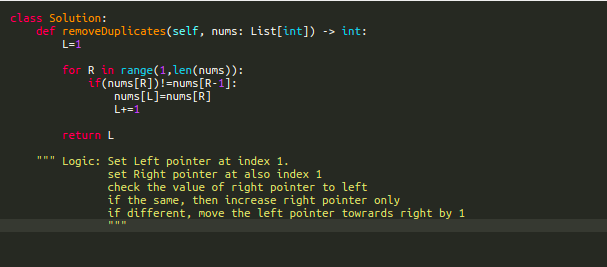 class Solution:
    def removeDuplicates(self, nums: List[int]) -> int:
        L=1
        for R in range(1,len(nums)):
            if(nums[R])!=nums[R-1]:
                nums[L]=nums[R]
                L+=1
        return L
    """ Logic: Set Left pointer at index 1.
               set Right pointer at also index 1
               check the value of right pointer to left
               if the same, then increase right pointer only
               if different, move the left pointer towrards right by 1
               """